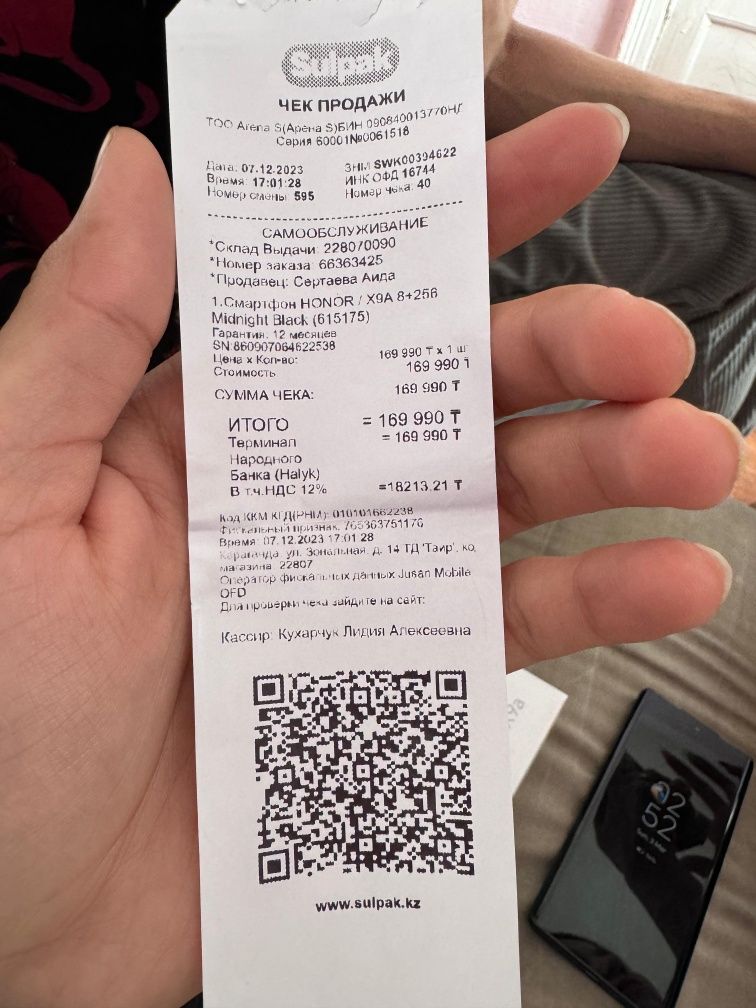 Sulpak
ЧЕК ПРОДАЖИ
ТОО Arena S(Арена S)БИН 090840013770НД
Серия 60001№0061518
Дата: 07.12.2023 ЗНМ SWK00394622
Время: 17:01:28 ИНК ОФД 16744
Номер смены: 595 Номер чека: 40
САМООБСЛУЖИВАНИЕ
*Склад Выдачи: 228070090
*Номер заказа: 66363425
*Продавец: Сертаева Аида
1.Смартфон HONOR / X9A 8+256
Midnight Black (615175)
Гарантия: 12 месяцев
SN:860907064622538
Цена х Кол-во: 169 990 ₸ x 1 ш
Стоимость 169 990
СУММА ЧЕКА: 169 990 ₸
ИТОГО = 169 990 ₸
Терминал = 169 990 ₸
Народного
Банка (Halyk)
В т.ч.НДС 12% =18213.21 ₸
Код ККМ КГД(РНМ): 010101662238
Фискальный признак: 765363751176
Время: 07.12.2023 17:01:28
Караганда, ул. Зональная, д. 14 ТД "Таир", ко
магазина: 22807
Оператор фискальных данных: Jusan Mobile
OFD
Для проверки чека зайдите на сайт:
Кассир: Кухарчук Лидия Алексеевна
www.sulpak.kz
02
52